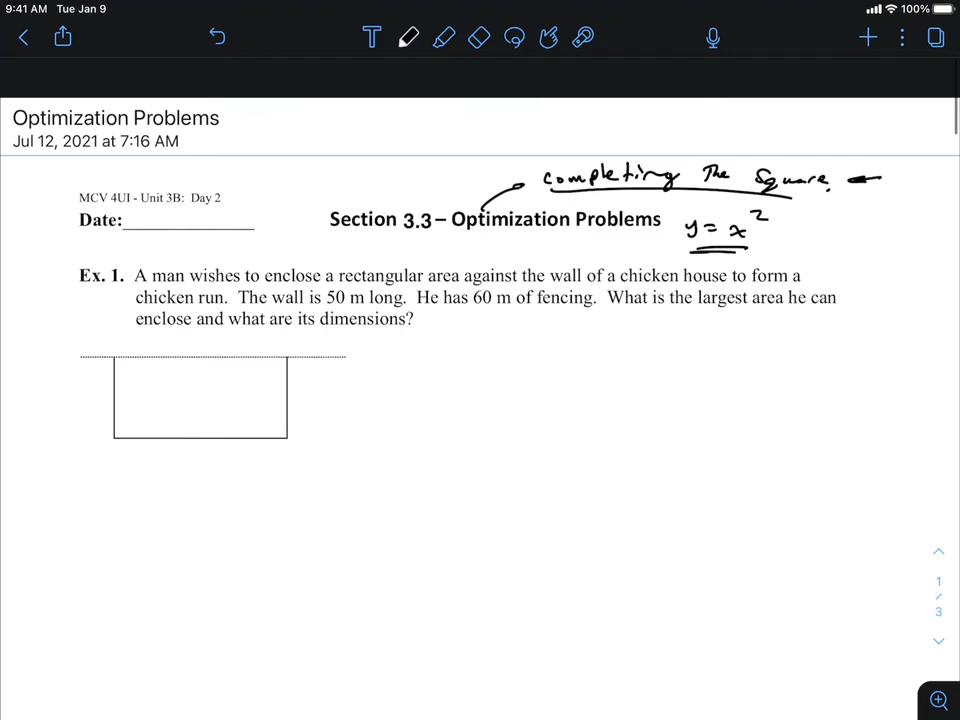 9:41 AM Tue Jan 9
100%
T
Optimization Problems
Jul 12, 2021 at 7:16 AM
completing The Square.
MCV 4UI - Unit 3B: Day 2
Date:_______________
Section 3.3 – Optimization Problems
y = x²
Ex. 1. A man wishes to enclose a rectangular area against the wall of a chicken house to form a
chicken run. The wall is 50 m long. He has 60 m of fencing. What is the largest area he can
enclose and what are its dimensions?
1
/
3